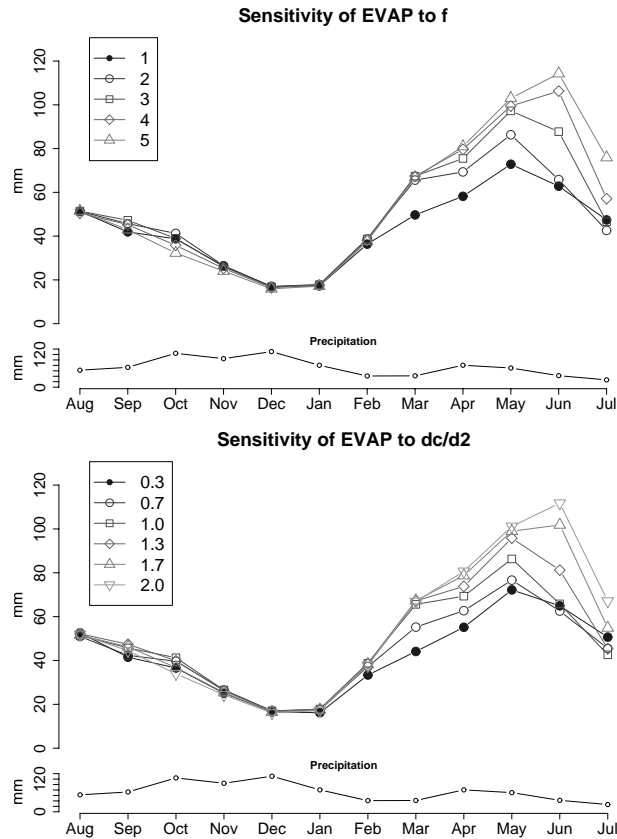 Sensitivity of EVAP to f
1
2
3
4
5
mm
0 20 40 60 80 100 120
Precipitation
mm
0 120
Aug Sep Oct Nov Dec Jan Feb Mar Apr May Jun Jul
Sensitivity of EVAP to dc/d2
0.3
0.7
1.0
1.3
1.7
2.0
mm
0 20 40 60 80 100 120
Precipitation
mm
0 120
Aug Sep Oct Nov Dec Jan Feb Mar Apr May Jun Jul